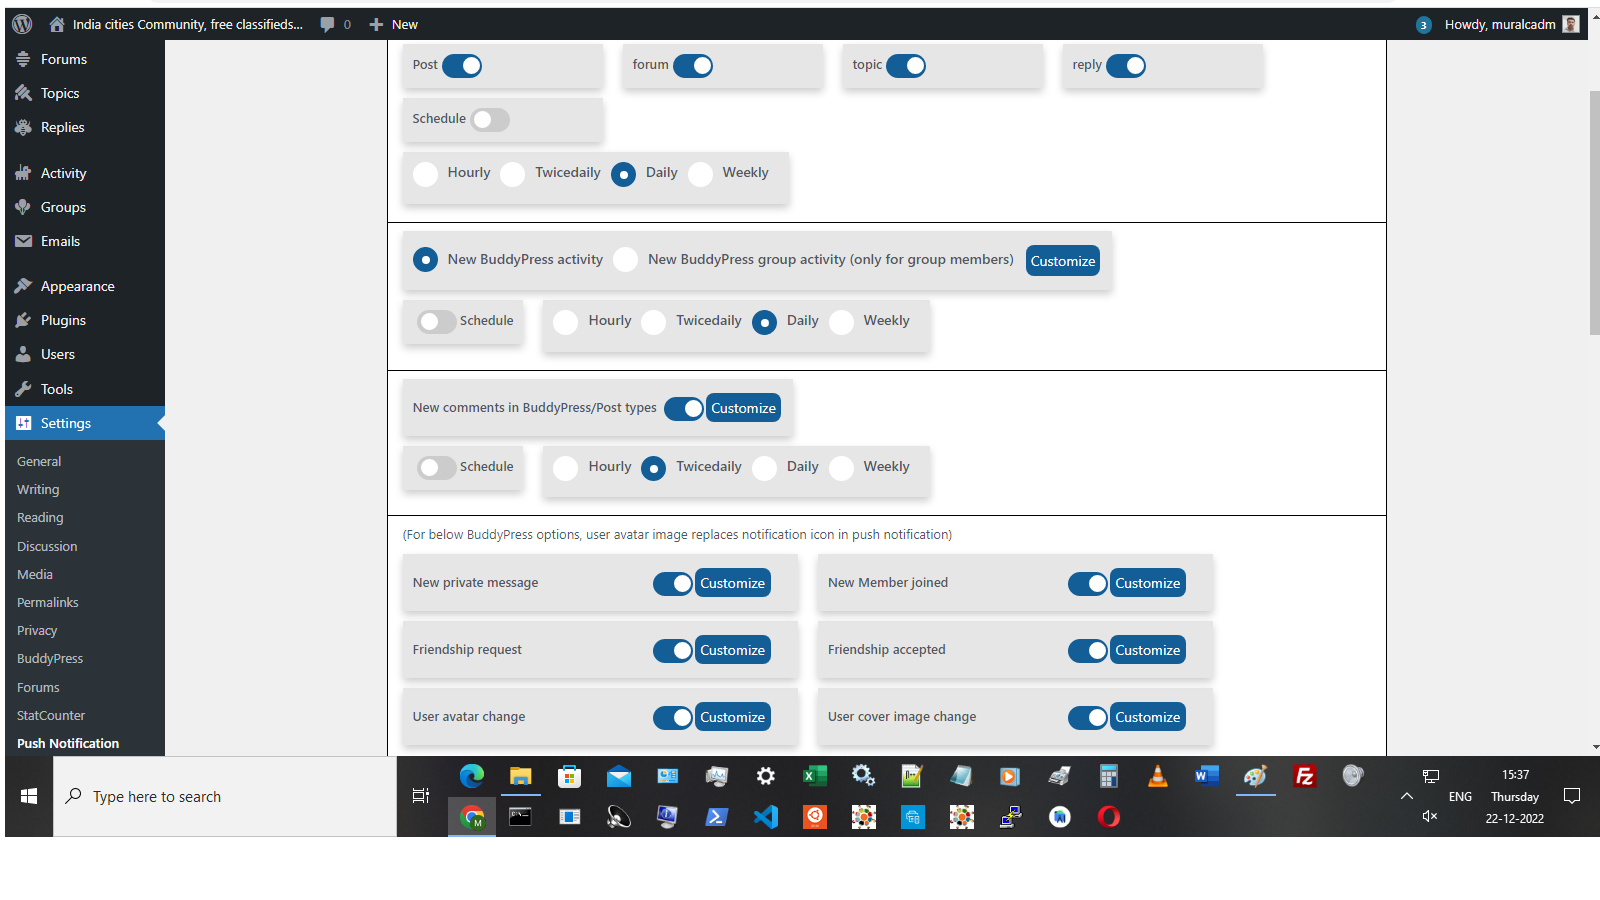 India cities Community, free classifieds...
0
New
3
Howdy, muralcadm
Forums
Topics
Replies
Activity
Groups
Emails
Appearance
Plugins
Users
Tools
Settings
General
Writing
Reading
Discussion
Media
Permalinks
Privacy
BuddyPress
Forums
StatCounter
Push Notification
Post
forum
topic
reply
Schedule
Hourly
Twicedaily
Daily
Weekly
New BuddyPress activity
New BuddyPress group activity (only for group members)
Customize
Schedule
Hourly
Twicedaily
Daily
Weekly
New comments in BuddyPress/Post types
Customize
Schedule
Hourly
Twicedaily
Daily
Weekly
(For below BuddyPress options, user avatar image replaces notification icon in push notification)
New private message
Customize
New Member joined
Customize
Friendship request
Customize
Friendship accepted
Customize
User avatar change
Customize
User cover image change
Customize
Type here to search
ENG
15:37
Thursday
22-12-2022